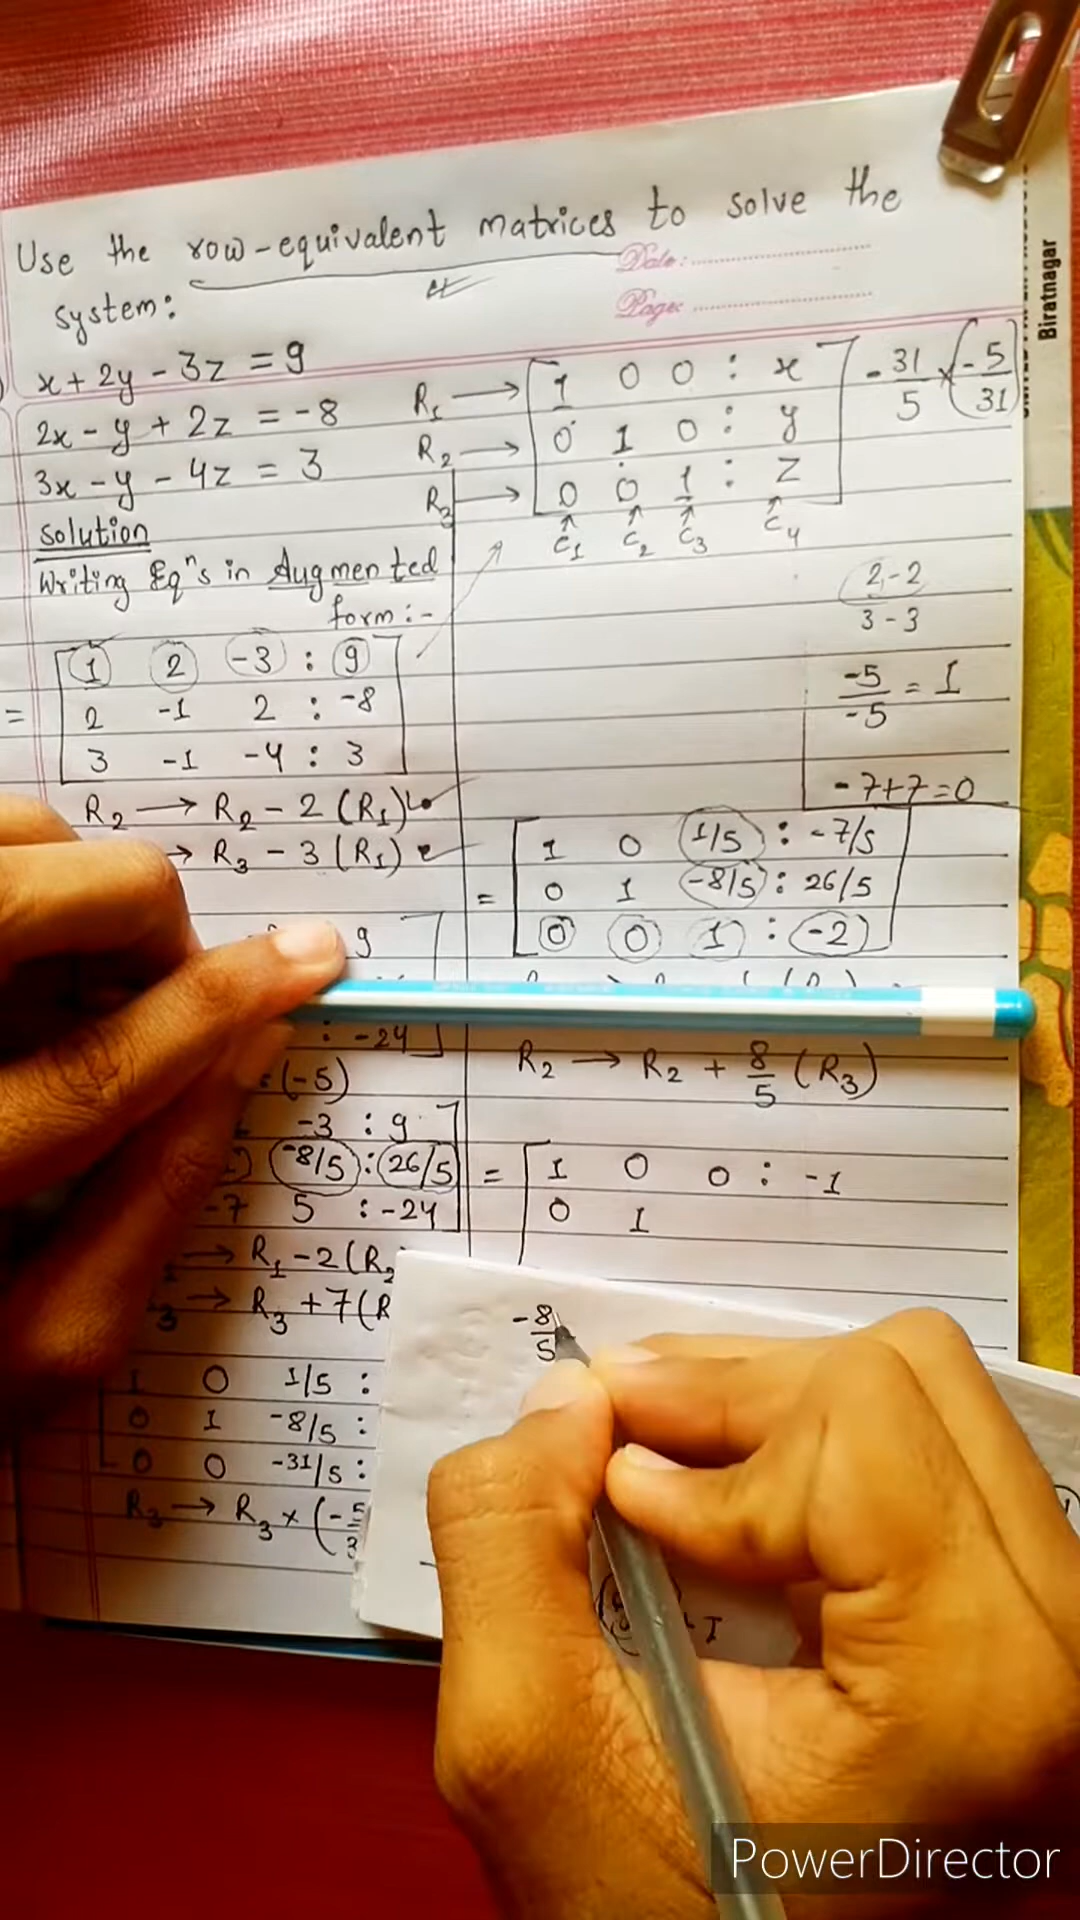 Use the row-equivalent matrices to solve the
Date:
system:
Page:
Biratnagar
x + 2y - 3z = 9
2x - y + 2z = -8
3x - y - 4z = 3
R₁ → [ 1 0 0 : x ]
R₂ → [ 0 1 0 : y ]
R₃ → [ 0 0 1 : z ]
C₁ C₂ C₃ C₄
-31/5 × (-5/31)
Solution
Writing Eqⁿs in Augmented
form :-
= [ 1 2 -3 : 9 ]
[ 2 -1 2 : -8 ]
[ 3 -1 -4 : 3 ]
R₂ → R₂ - 2 (R₁)
→ R₃ - 3 (R₁)
9
: -24
(-5)
-3 : 9
-8/5 : 26/5
-7 5 : -24
→ R₁ - 2 (R₂
→ R₃ + 7 (R
1 0 1/5 :
0 1 -8/5 :
0 0 -31/5 :
R₃ → R₃ × (-5/3
2 - 2
3 - 3
-5/-5 = 1
-7 + 7 = 0
= [ 1 0 1/5 : -7/5 ]
[ 0 1 -8/5 : 26/5 ]
[ 0 0 1 : -2 ]
R₂ → R₂ + 8/5 (R₃)
= [ 1 0 0 : -1
0 1
-8/5
PowerDirector